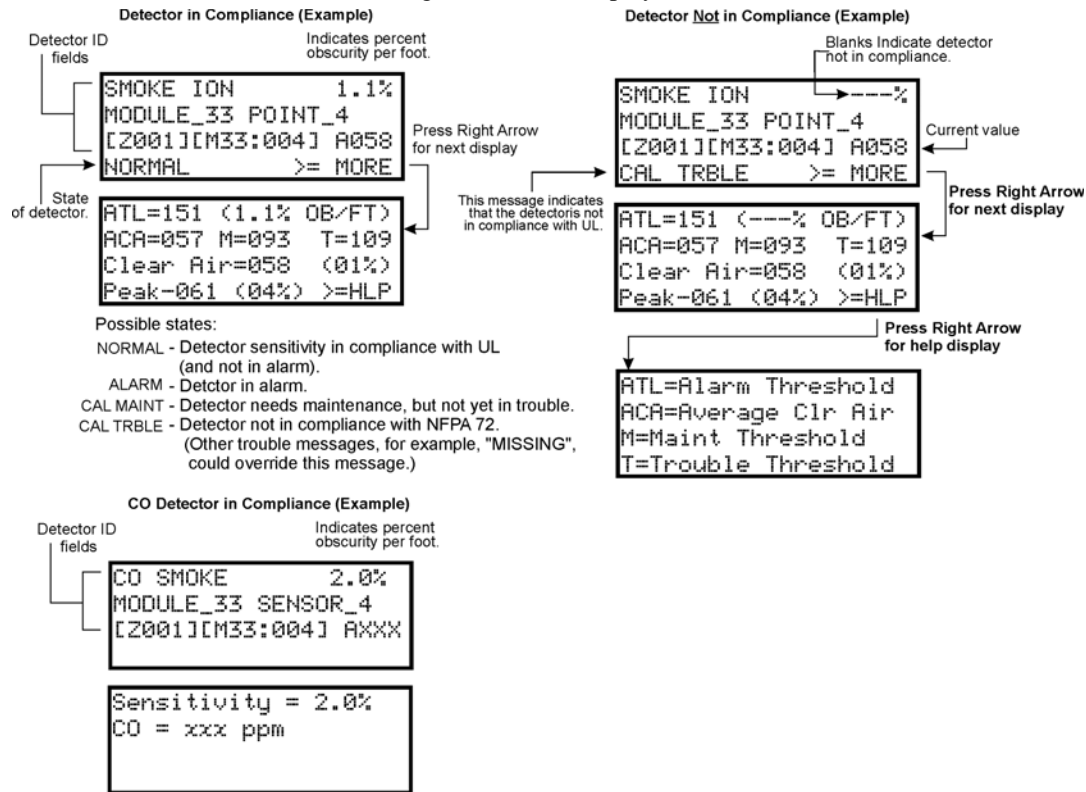 Detector in Compliance (Example)
Detector ID
fields
Indicates percent
obscurity per foot.
SMOKE ION 1.1%
MODULE_33 POINT_4
[Z001][M33:004] A058
NORMAL >= MORE
State
of detector.
Press Right Arrow
for next display
ATL=151 (1.1% OB/FT)
ACA=057 M=093 T=109
Clear Air=058 (01%)
Peak-061 (04%) >=HLP
Possible states:
NORMAL - Detector sensitivity in compliance with UL
(and not in alarm).
ALARM - Detctor in alarm.
CAL MAINT - Detector needs maintenance, but not yet in trouble.
CAL TRBLE - Detector not in compliance with NFPA 72.
(Other trouble messages, for example, "MISSING",
could override this message.)
Detector Not in Compliance (Example)
Blanks Indicate detector
not in compliance.
SMOKE ION ---%
MODULE_33 POINT_4
[Z001][M33:004] A058
CAL TRBLE >= MORE
Current value
This message indicates
that the detectoris not
in compliance with UL.
Press Right Arrow
for next display
ATL=151 (---% OB/FT)
ACA=057 M=093 T=109
Clear Air=058 (01%)
Peak-061 (04%) >=HLP
Press Right Arrow
for help display
ATL=Alarm Threshold
ACA=Average Clr Air
M=Maint Threshold
T=Trouble Threshold
CO Detector in Compliance (Example)
Detector ID
fields
Indicates percent
obscurity per foot.
CO SMOKE 2.0%
MODULE_33 SENSOR_4
[Z001][M33:004] AXXX
Sensitivity = 2.0%
CO = xxx ppm